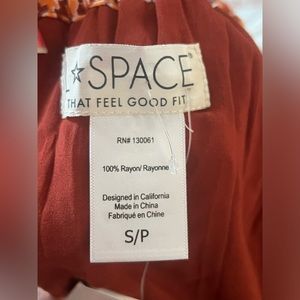 L☆SPACE
THAT FEEL GOOD FIT
RN# 130061
100% Rayon/ Rayonne
Designed in California
Made in China
Fabriqué en Chine
S/P